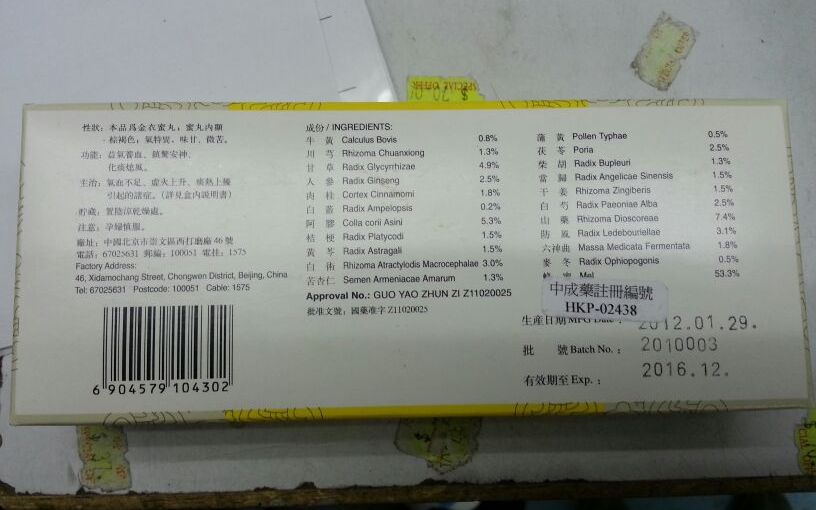 性狀：本品爲金衣蜜丸；蜜丸內顯
棕褐色；氣特異、味甘、微苦。
功能：益氣養血、鎮驚安神、
化痰熄風。
主治：氣血不足、虛火上升、痰熱上擾
引起的諸症。（詳見盒內説明書）
貯藏：置陰涼乾燥處。
注意：孕婦慎服。
廠址：中國北京市崇文區西打磨廠46號
電話：67025631 郵編：100051 電挂：1575
Factory Address:
46, Xidamochang Street, Chongwen District, Beijing, China
Tel: 67025631 Postcode: 100051 Cable: 1575
6 904579 104302
成份 / INGREDIENTS:
牛 黃 Calculus Bovis 0.8%
川 芎 Rhizoma Chuanxiong 1.3%
甘 草 Radix Glycyrrhizae 4.9%
人 參 Radix Ginseng 2.5%
肉 桂 Cortex Cinnamomi 1.8%
白 蘞 Radix Ampelopsis 0.2%
阿 膠 Colla corii Asini 5.3%
桔 梗 Radix Platycodi 1.5%
黃 芩 Radix Astragali 1.5%
白 術 Rhizoma Atractylodis Macrocephalae 3.0%
苦杏仁 Semen Armeniacae Amarum 1.3%
Approval No.: GUO YAO ZHUN ZI Z11020025
批准文號：國藥准字 Z11020025
蒲 黃 Pollen Typhae 0.5%
茯 苓 Poria 2.5%
柴 胡 Radix Bupleuri 1.3%
當 歸 Radix Angelicae Sinensis 1.5%
干 姜 Rhizoma Zingiberis 1.5%
白 芍 Radix Paeoniae Alba 2.5%
山 藥 Rhizoma Dioscoreae 7.4%
防 風 Radix Ledebouriellae 3.1%
六神曲 Massa Medicata Fermentata 1.8%
麥 冬 Radix Ophiopogonis 0.5%
蜂 蜜 Mel 53.3%
中成藥註冊編號
HKP-02438
生產日期 MFG Date： 2012.01.29.
批 號 Batch No.： 2010003
有效期至 Exp.： 2016.12.